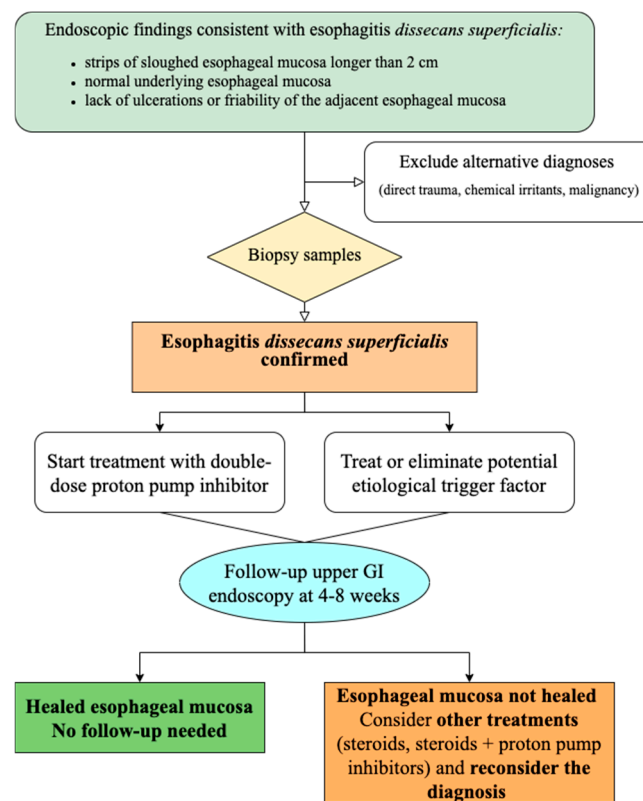 Endoscopic findings consistent with esophagitis dissecans superficialis:
• strips of sloughed esophageal mucosa longer than 2 cm
• normal underlying esophageal mucosa
• lack of ulcerations or friability of the adjacent esophageal mucosa
Exclude alternative diagnoses
(direct trauma, chemical irritants, malignancy)
Biopsy samples
Esophagitis dissecans superficialis
confirmed
Start treatment with double-
dose proton pump inhibitor
Treat or eliminate potential
etiological trigger factor
Follow-up upper GI
endoscopy at 4-8 weeks
Healed esophageal mucosa
No follow-up needed
Esophageal mucosa not healed
Consider other treatments
(steroids, steroids + proton pump
inhibitors) and reconsider the
diagnosis